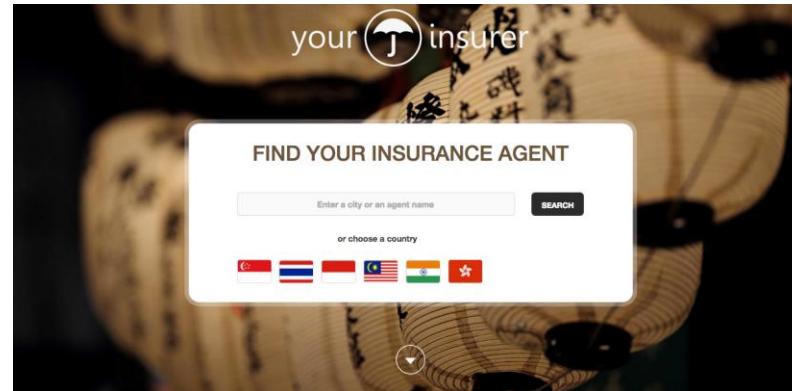 your insurer
FIND YOUR INSURANCE AGENT
Enter a city or an agent name
SEARCH
or choose a country